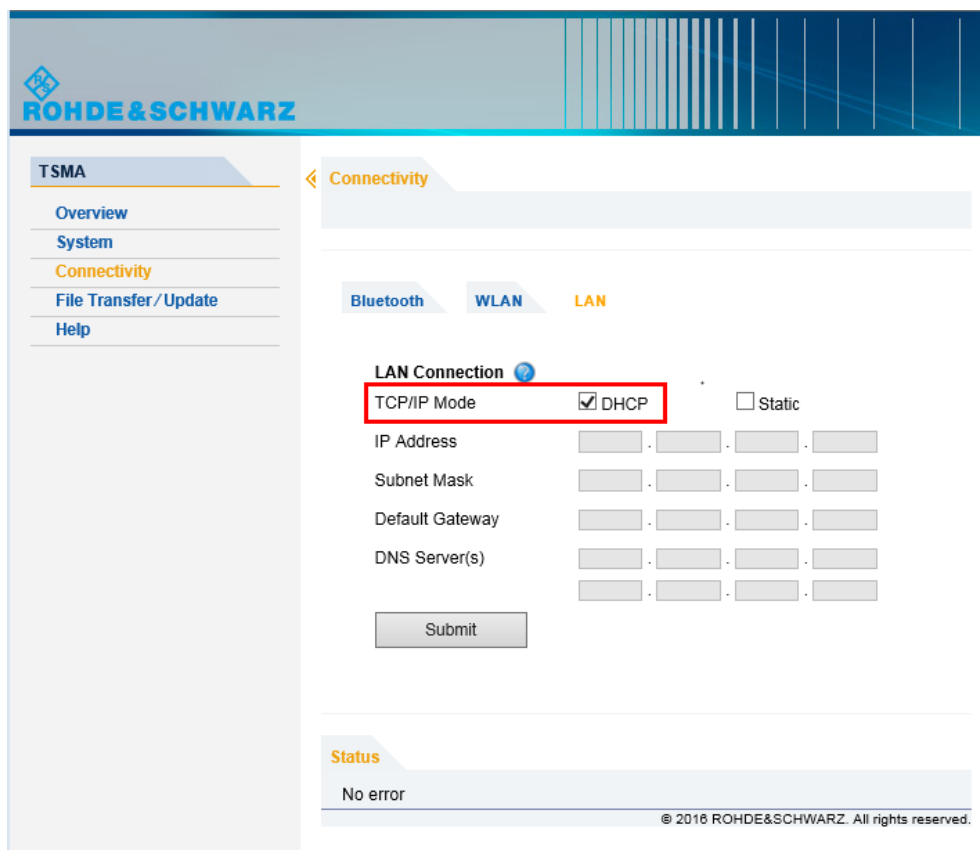 R&S
ROHDE&SCHWARZ
TSMA
Overview
System
Connectivity
File Transfer/Update
Help
Connectivity
Bluetooth WLAN LAN
LAN Connection ?
TCP/IP Mode DHCP Static
IP Address . . .
Subnet Mask . . .
Default Gateway . . .
DNS Server(s) . . .
. . .
Submit
Status
No error
© 2016 ROHDE&SCHWARZ. All rights reserved.